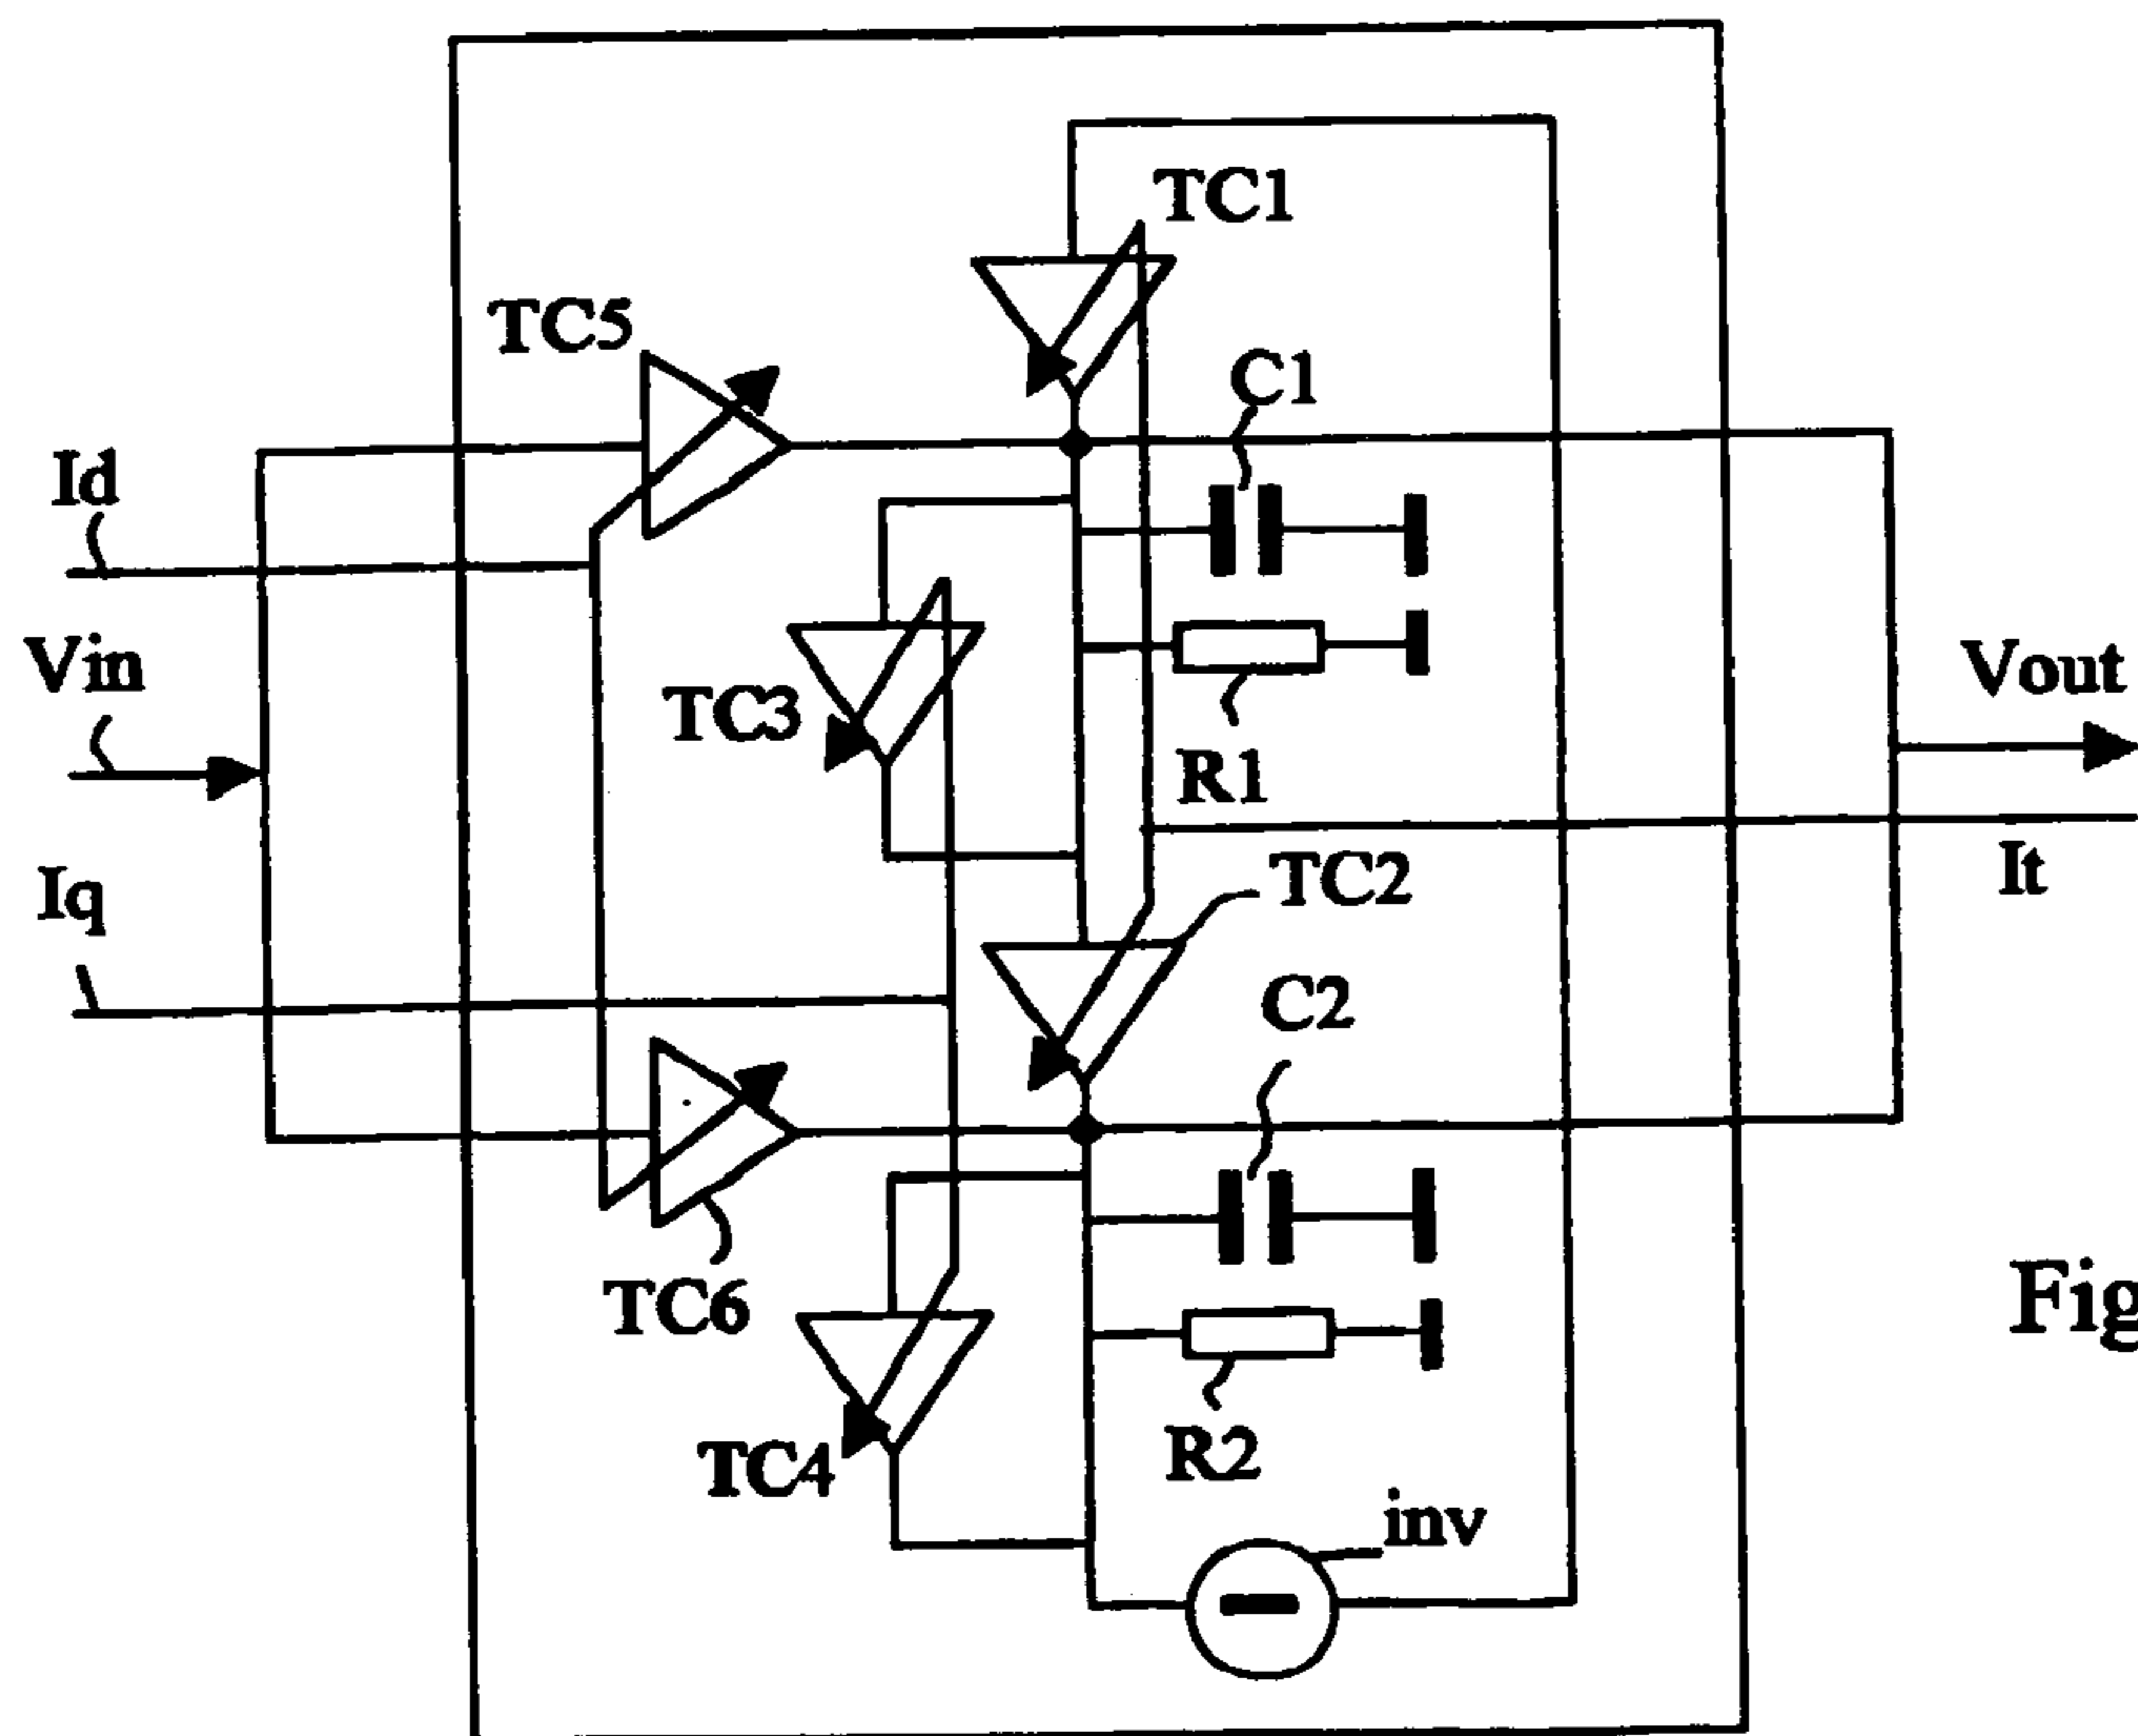 TC1
TC5
C1
Id
Vin
TC3
Vout
R1
It
Iq
TC2
C2
TC6
Fig
TC4
R2
inv